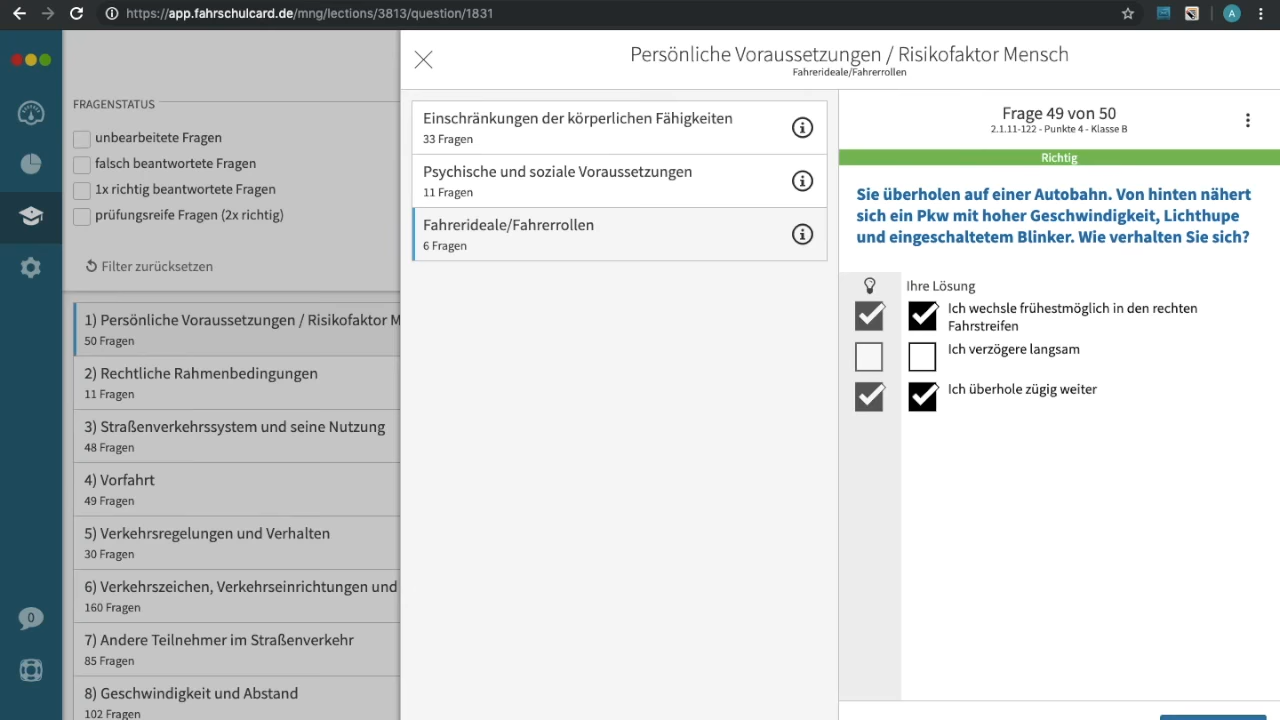 https://app.fahrschulcard.de/mng/lections/3813/question/1831
A
FRAGENSTATUS
unbearbeitete Fragen
falsch beantwortete Fragen
1x richtig beantwortete Fragen
prüfungsreife Fragen (2x richtig)
Filter zurücksetzen
1) Persönliche Voraussetzungen / Risikofaktor M
50 Fragen
2) Rechtliche Rahmenbedingungen
11 Fragen
3) Straßenverkehrssystem und seine Nutzung
48 Fragen
4) Vorfahrt
49 Fragen
5) Verkehrsregelungen und Verhalten
30 Fragen
6) Verkehrszeichen, Verkehrseinrichtungen und
160 Fragen
7) Andere Teilnehmer im Straßenverkehr
85 Fragen
8) Geschwindigkeit und Abstand
102 Fragen
0
Persönliche Voraussetzungen / Risikofaktor Mensch
Fahrerideale/Fahrerrollen
Einschränkungen der körperlichen Fähigkeiten
33 Fragen
Psychische und soziale Voraussetzungen
11 Fragen
Fahrerideale/Fahrerrollen
6 Fragen
Frage 49 von 50
2.1.11-122 - Punkte 4 - Klasse B
Richtig
Sie überholen auf einer Autobahn. Von hinten nähert
sich ein Pkw mit hoher Geschwindigkeit, Lichthupe
und eingeschaltetem Blinker. Wie verhalten Sie sich?
Ihre Lösung
Ich wechsle frühestmöglich in den rechten
Fahrstreifen
Ich verzögere langsam
Ich überhole zügig weiter